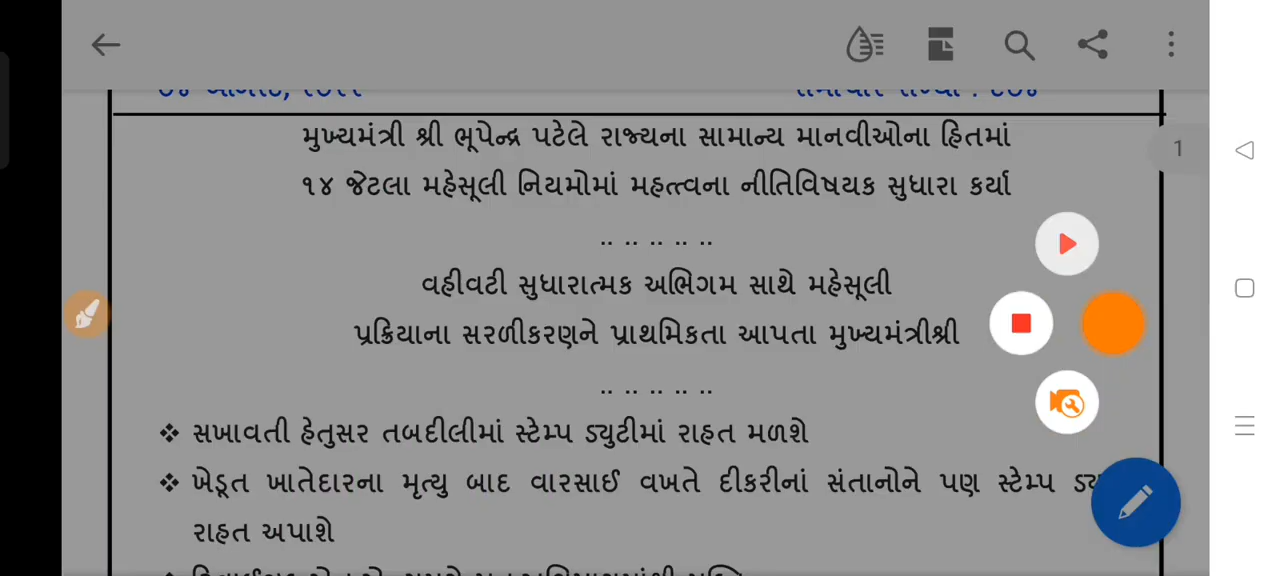 1
મુખ્યમંત્રી શ્રી ભૂપેન્દ્ર પટેલે રાજ્યના સામાન્ય માનવીઓના હિતમાં
૧૪ જેટલા મહેસૂલી નિયમોમાં મહત્ત્વના નીતિવિષયક સુધારા કર્યા
.. .. .. .. ..
વહીવટી સુધારાત્મક અભિગમ સાથે મહેસૂલી
પ્રક્રિયાના સરળીકરણને પ્રાથમિકતા આપતા મુખ્યમંત્રીશ્રી
.. .. .. .. ..
❖ સખાવતી હેતુસર તબદીલીમાં સ્ટેમ્પ ડ્યુટીમાં રાહત મળશે
❖ ખેડૂત ખાતેદારના મૃત્યુ બાદ વારસાઈ વખતે દીકરીનાં સંતાનોને પણ સ્ટેમ્પ
રાહત અપાશે